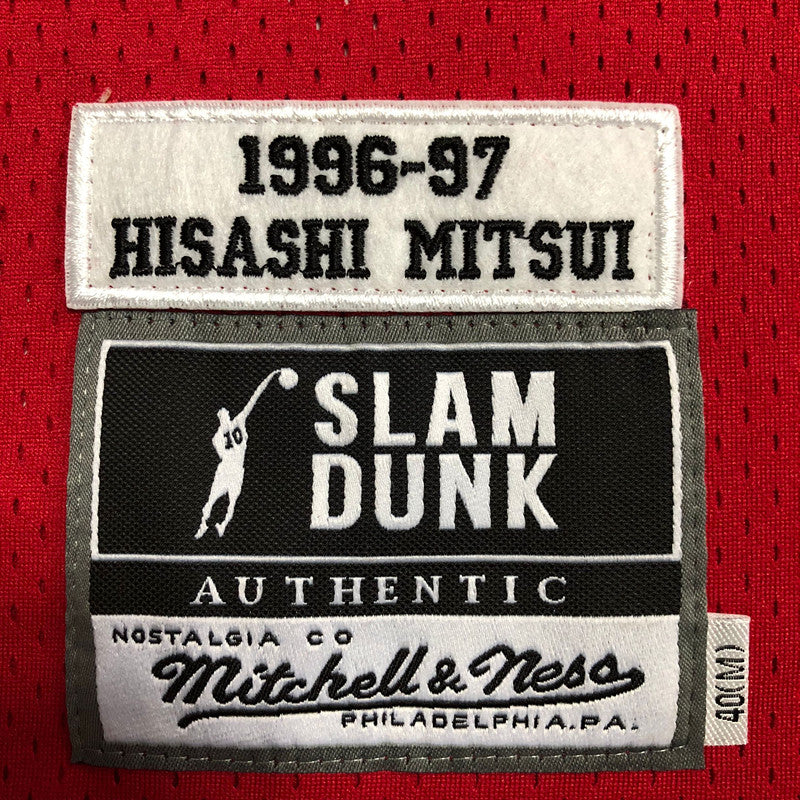 1996-97
HISASHI MITSUI
10
SLAM
DUNK
AUTHENTIC
NOSTALGIA CO
Mitchell & Ness
PHILADELPHIA.PA.
40(M)